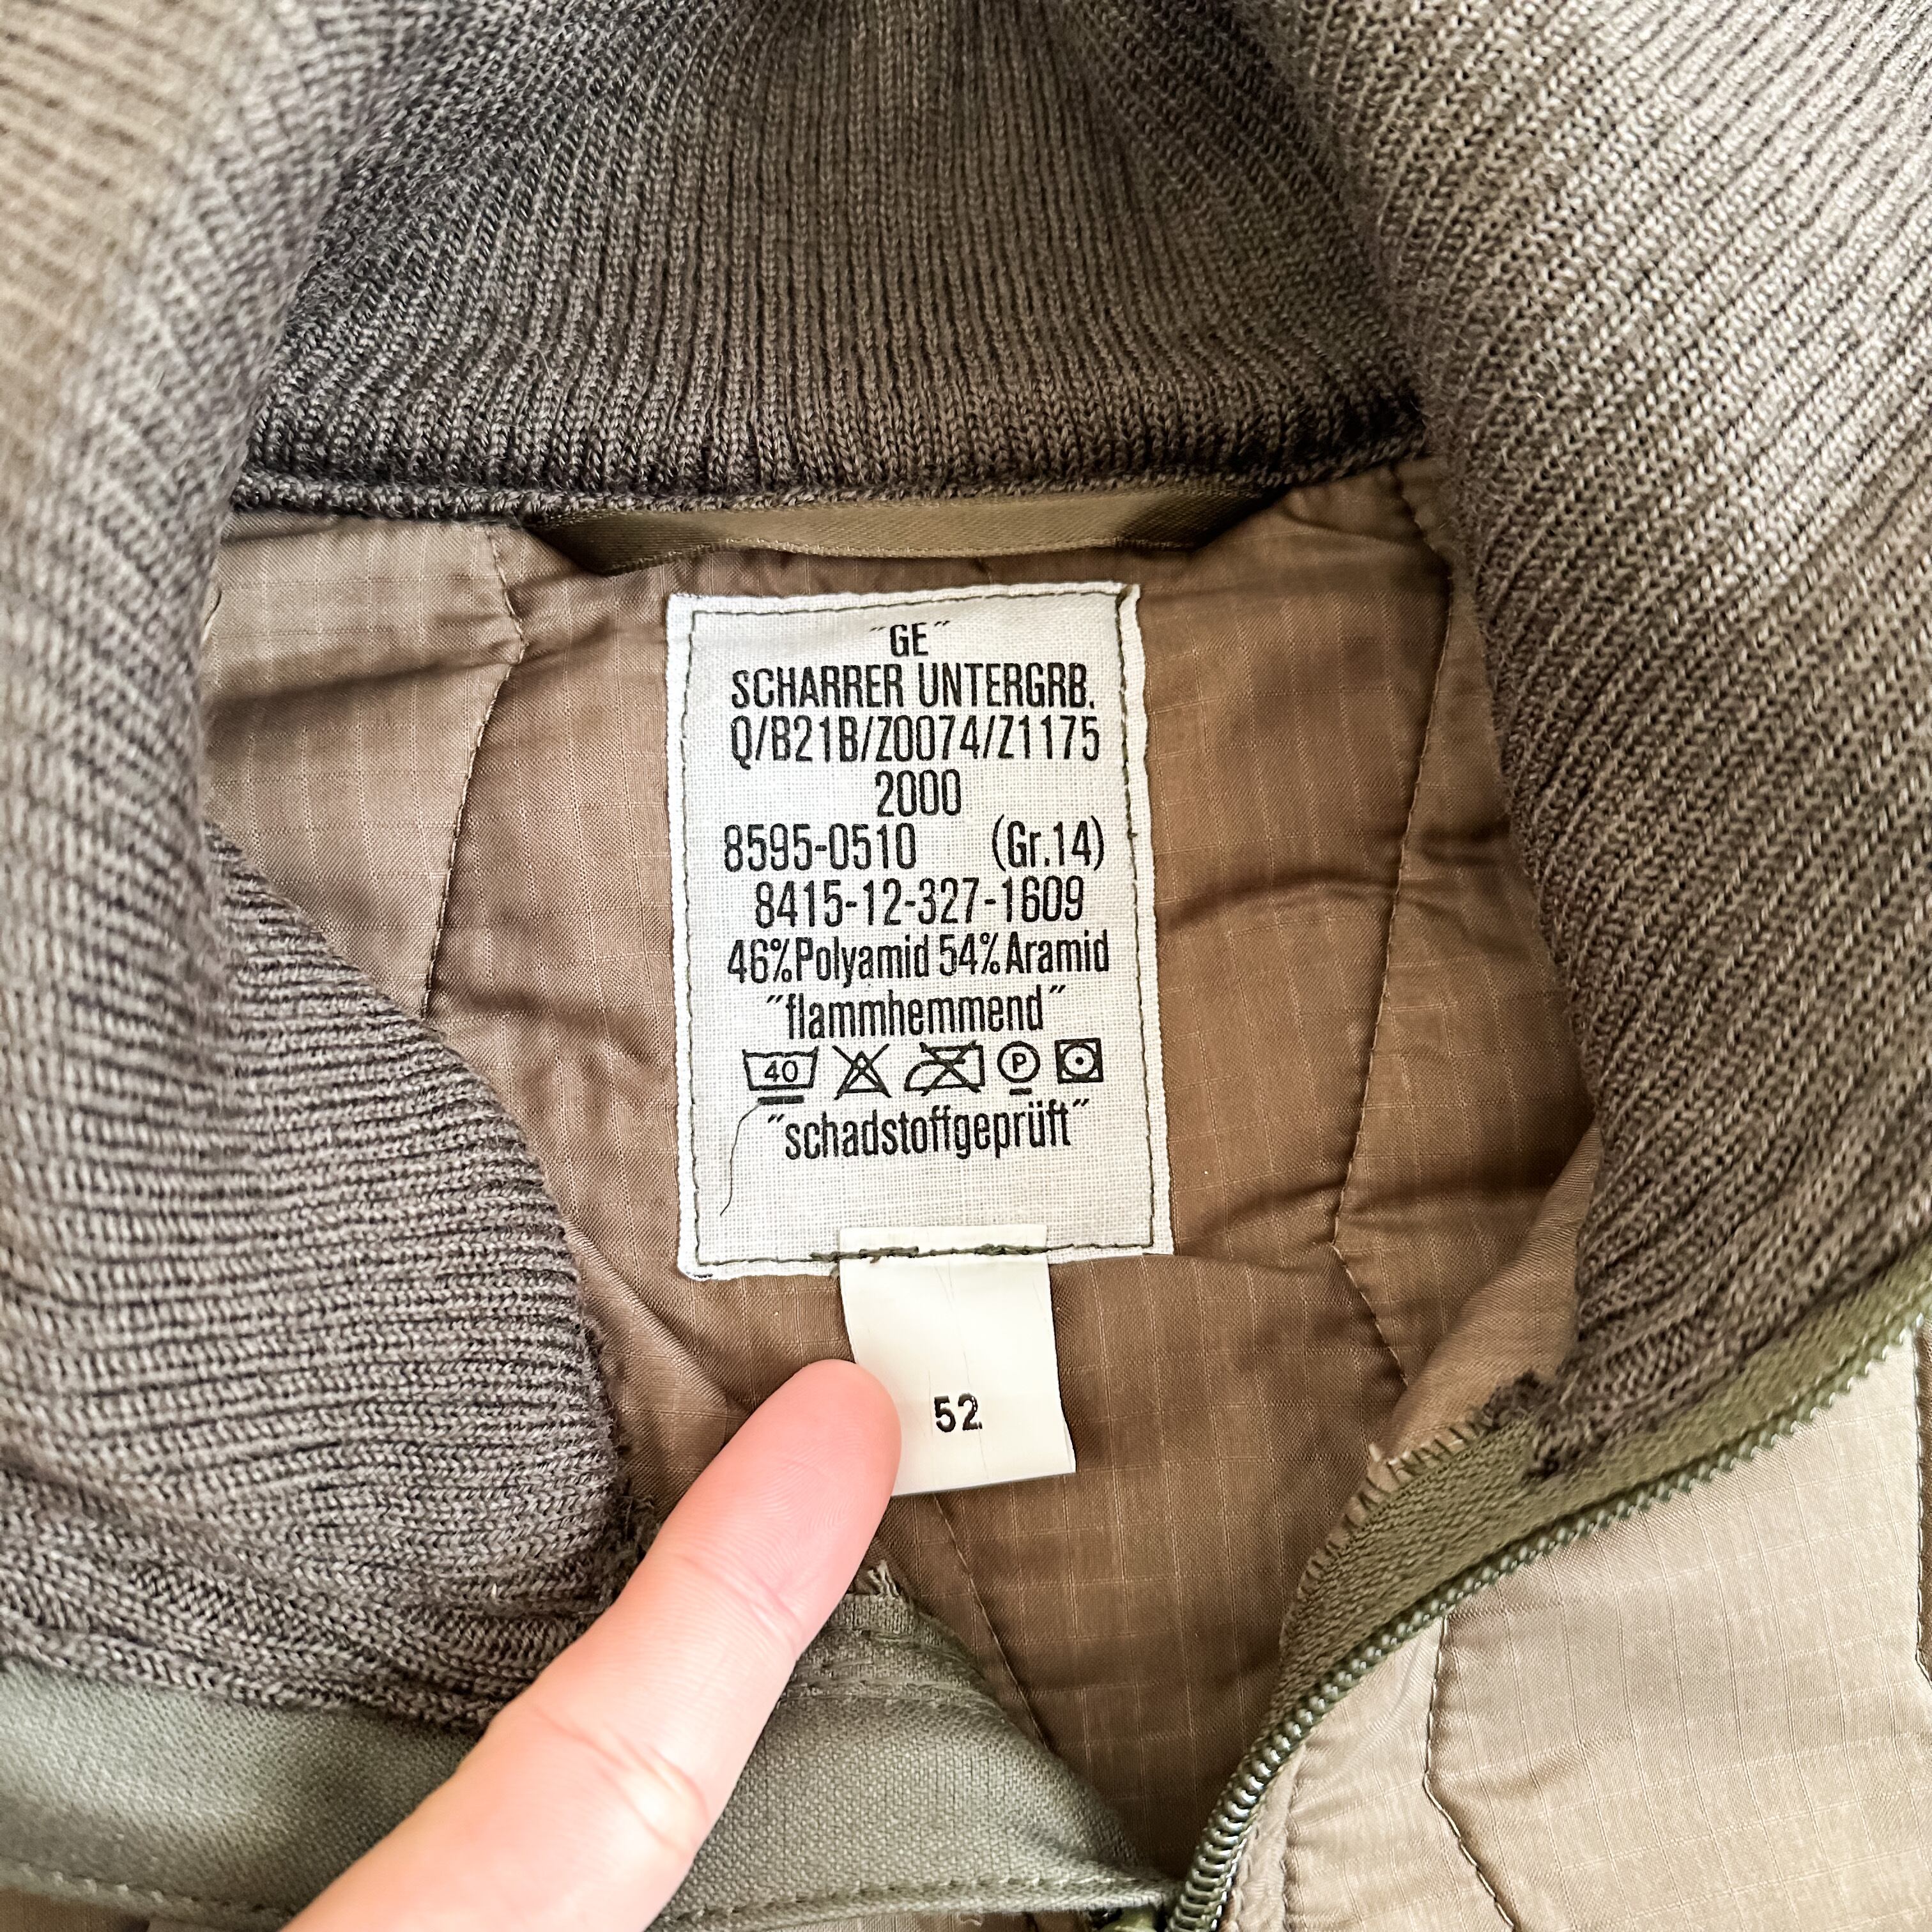 "GE"
SCHARRER UNTERGRB.
Q/B21B/Z0074/Z1175
2000
8595-0510 (Gr.14)
8415-12-327-1609
46%Polyamid 54%Aramid
"flammhemmend"
40 P
"schadstoffgeprüft"
52